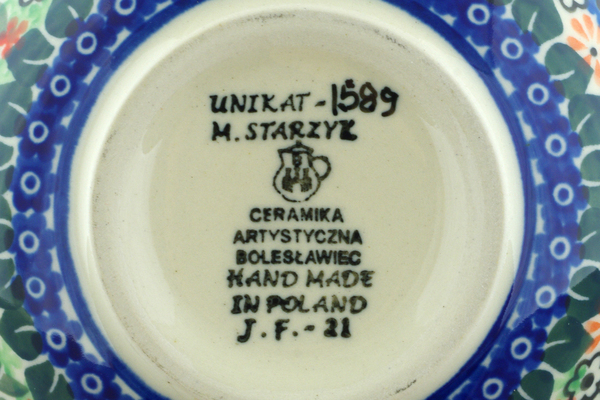 UNIKAT-1589
M. STARZYK
CERAMIKA
ARTYSTYCZNA
BOLESŁAWIEC
HAND MADE
IN POLAND
J.F.-21